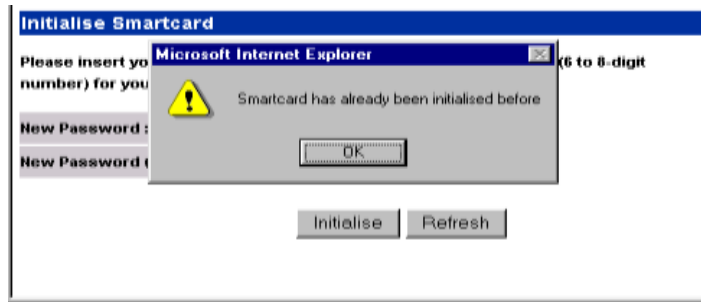 Initialise Smartcard
Please insert yo
(6 to 8-digit
number) for you
Microsoft Internet Explorer
Smartcard has already been initialised before
OK
New Password :
New Password (
Initialise Refresh